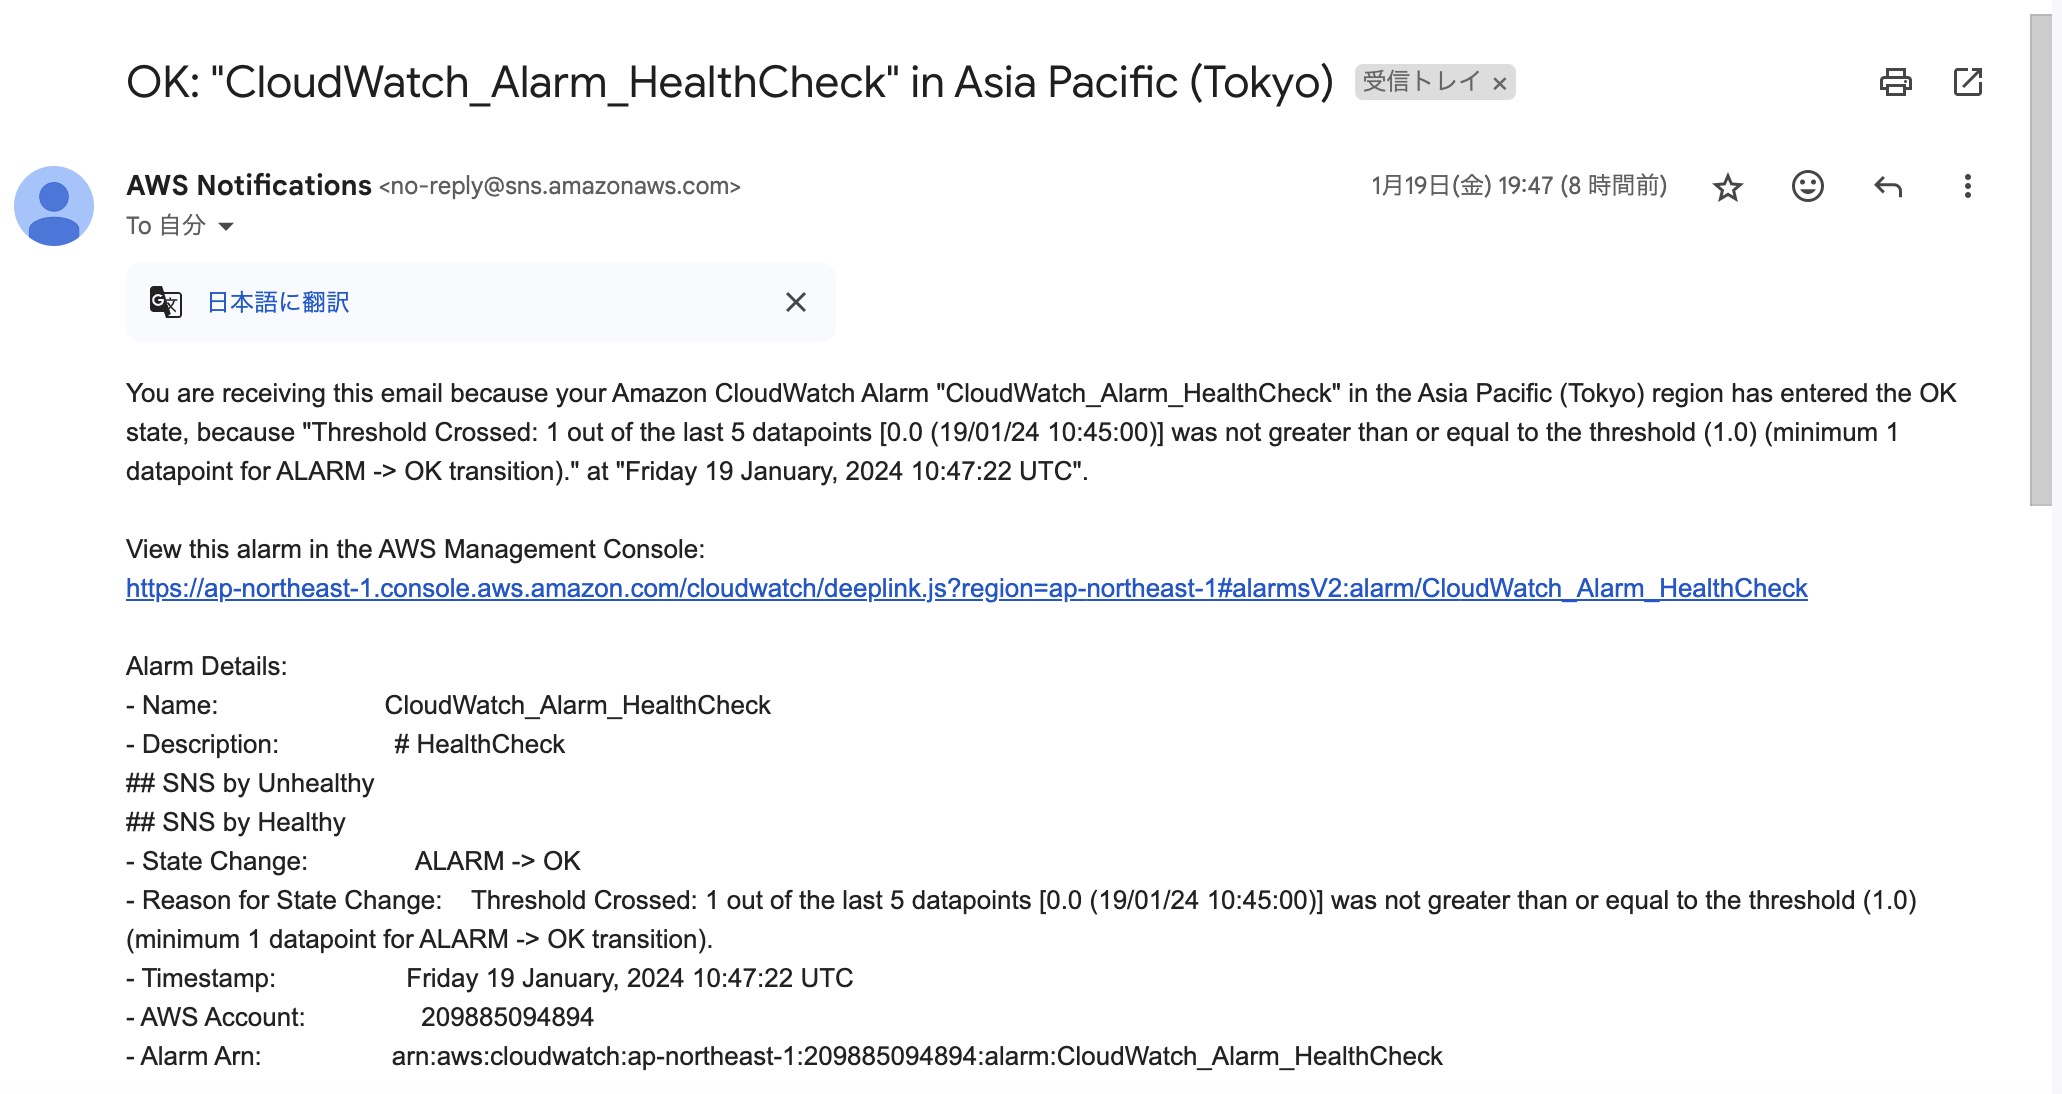 OK: "CloudWatch_Alarm_HealthCheck" in Asia Pacific (Tokyo) 受信トレイ ×
AWS Notifications <no-reply@sns.amazonaws.com> 1月19日(金) 19:47 (8 時間前)
To 自分
日本語に翻訳
You are receiving this email because your Amazon CloudWatch Alarm "CloudWatch_Alarm_HealthCheck" in the Asia Pacific (Tokyo) region has entered the OK
state, because "Threshold Crossed: 1 out of the last 5 datapoints [0.0 (19/01/24 10:45:00)] was not greater than or equal to the threshold (1.0) (minimum 1
datapoint for ALARM -> OK transition)." at "Friday 19 January, 2024 10:47:22 UTC".
View this alarm in the AWS Management Console:
https://ap-northeast-1.console.aws.amazon.com/cloudwatch/deeplink.js?region=ap-northeast-1#alarmsV2:alarm/CloudWatch_Alarm_HealthCheck
Alarm Details:
- Name: CloudWatch_Alarm_HealthCheck
- Description: # HealthCheck
## SNS by Unhealthy
## SNS by Healthy
- State Change: ALARM -> OK
- Reason for State Change: Threshold Crossed: 1 out of the last 5 datapoints [0.0 (19/01/24 10:45:00)] was not greater than or equal to the threshold (1.0)
(minimum 1 datapoint for ALARM -> OK transition).
- Timestamp: Friday 19 January, 2024 10:47:22 UTC
- AWS Account: 209885094894
- Alarm Arn: arn:aws:cloudwatch:ap-northeast-1:209885094894:alarm:CloudWatch_Alarm_HealthCheck